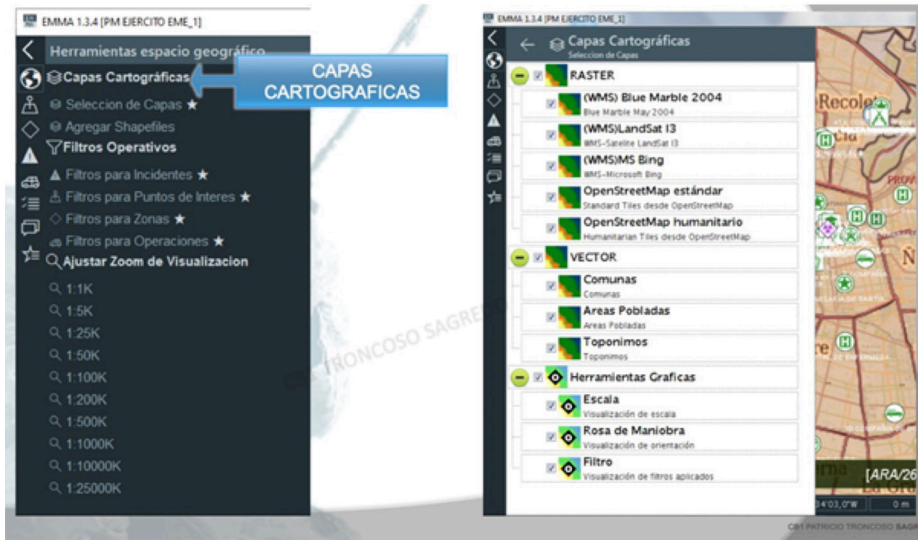 EMMA 1.3.4 [PM EJERCITO EME_1]
Herramientas espacio geográfico
Capas Cartográficas
CAPAS
CARTOGRAFICAS
Seleccion de Capas ★
Agregar Shapefiles
Filtros Operativos
Filtros para Incidentes ★
Filtros para Puntos de Interes ★
Filtros para Zonas ★
Filtros para Operaciones ★
Ajustar Zoom de Visualizacion
1:1K
1:5K
1:25K
1:50K
1:100K
1:200K
1:500K
1:1000K
1:10000K
1:25000K
CB1 TRONCOSO SAGREDO
EMMA 1.3.4 [PM EJERCITO EME_1]
Capas Cartográficas
Seleccion de Capas
RASTER
(WMS) Blue Marble 2004
Blue Marble May 2004
(WMS)LandSat I3
WMS-Satelite LandSat I3
(WMS)MS Bing
WMS-Microsoft Bing
OpenStreetMap estándar
Standard Tiles desde OpenStreetMap
OpenStreetMap humanitario
Humanitarian Tiles desde OpenStreetMap
VECTOR
Comunas
Comunas
Areas Pobladas
Areas Pobladas
Toponimos
Toponimos
Herramientas Graficas
Escala
Visualización de escala
Rosa de Maniobra
Visualización de orientación
Filtro
Visualización de filtros aplicados
Recolet
PROV
Ñ
[ARA/26
34'03,0"W
0 m
CB1 PATRICIO TRONCOSO SAG